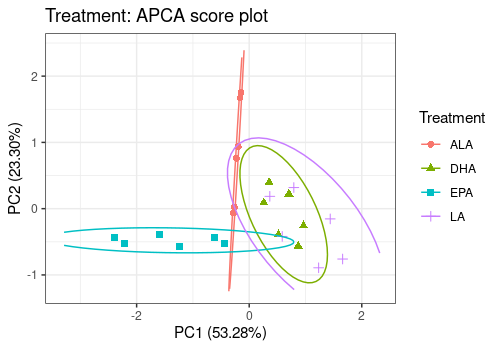 Treatment: APCA score plot
PC2 (23.30%)
2
1
0
-1
-2
0
2
PC1 (53.28%)
Treatment
ALA
DHA
EPA
LA